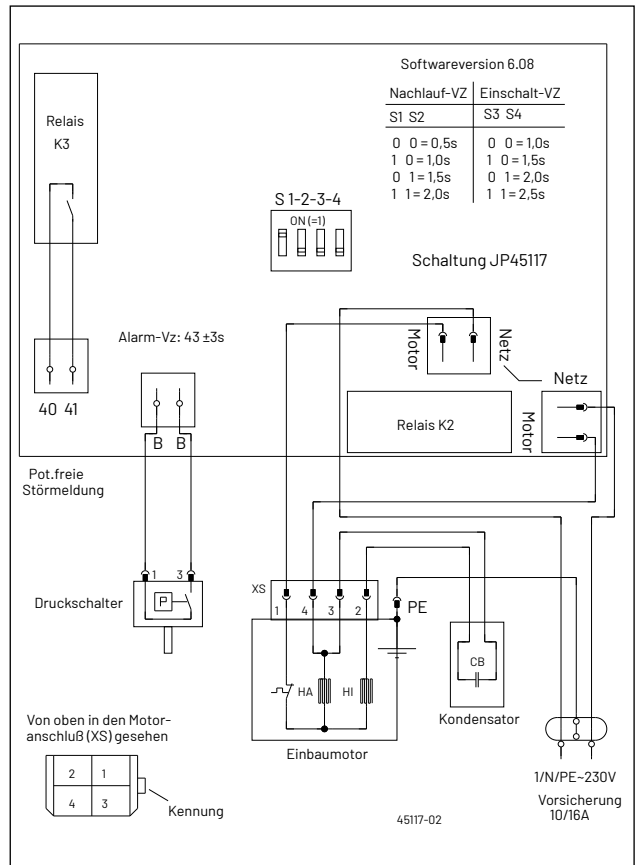 Softwareversion 6.08
Nachlauf-VZ Einschalt-VZ
S1 S2 S3 S4
0 0 = 0,5s 0 0 = 1,0s
1 0 = 1,0s 1 0 = 1,5s
0 1 = 1,5s 0 1 = 2,0s
1 1 = 2,0s 1 1 = 2,5s
Relais
K3
S 1-2-3-4
ON (=1)
Schaltung JP45117
Alarm-Vz: 43 ±3s
Motor
Netz
Netz
40 41
Relais K2
Motor
B B
Pot.freie
Störmeldung
1 3
XS
1 4 3 2
PE
Druckschalter
P
HA HI
CB
Kondensator
Einbaumotor
Von oben in den Motor-
anschluß (XS) gesehen
2 1
4 3
Kennung
1/N/PE~230V
Vorsicherung
10/16A
45117-02